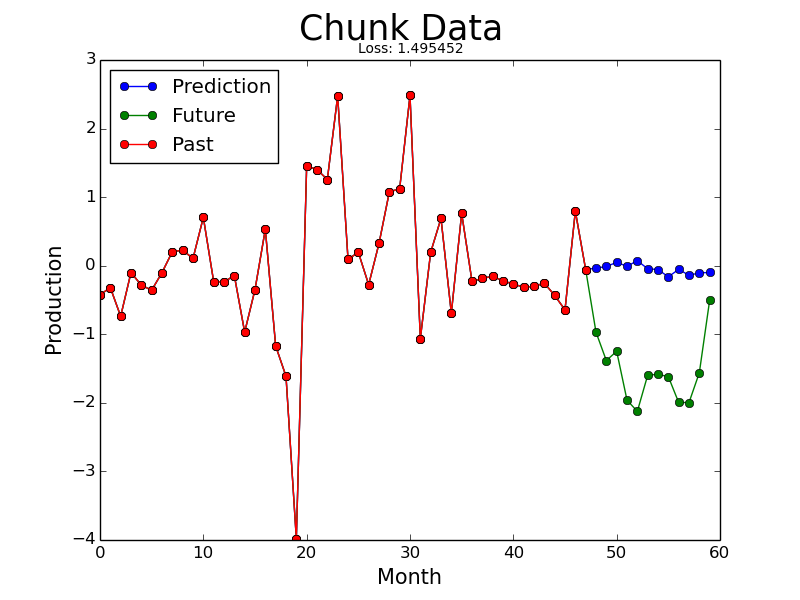 Chunk Data
Loss: 1.495452
Prediction
Future
Past
3
2
1
0
−1
−2
−3
−4
Production
0 10 20 30 40 50 60
Month